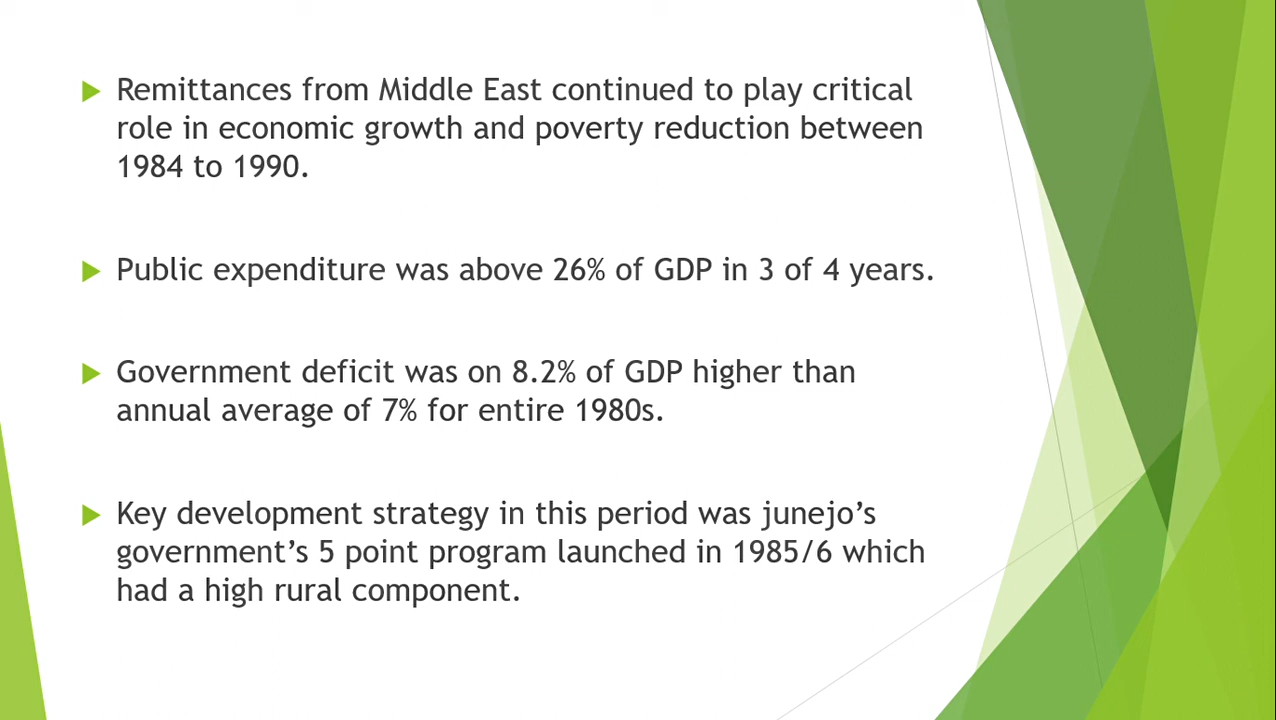 Remittances from Middle East continued to play critical
role in economic growth and poverty reduction between
1984 to 1990.
Public expenditure was above 26% of GDP in 3 of 4 years.
Government deficit was on 8.2% of GDP higher than
annual average of 7% for entire 1980s.
Key development strategy in this period was junejo’s
government’s 5 point program launched in 1985/6 which
had a high rural component.